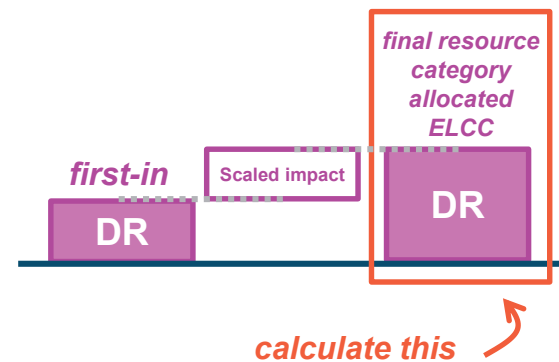 final resource
category
allocated
ELCC
first-in
Scaled impact
DR
DR
calculate this